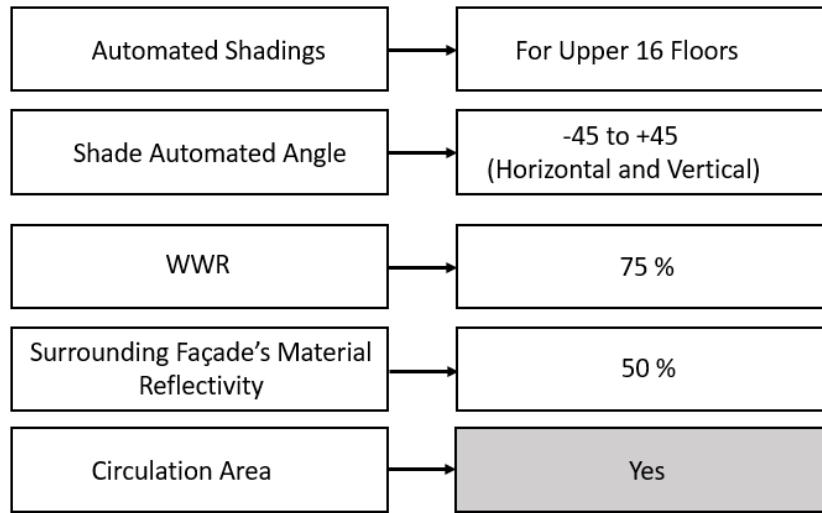 Automated Shadings
For Upper 16 Floors
Shade Automated Angle
-45 to +45
(Horizontal and Vertical)
WWR
75 %
Surrounding Façade's Material
Reflectivity
50 %
Circulation Area
Yes